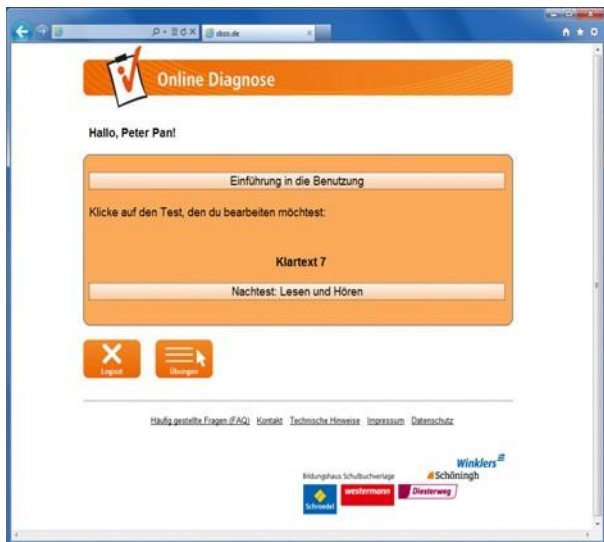 sbso.de
Online Diagnose
Hallo, Peter Pan!
Einführung in die Benutzung
Klicke auf den Test, den du bearbeiten möchtest:
Klartext 7
Nachtest: Lesen und Hören
Logout Übungen
Häufig gestellte Fragen (FAQ) Kontakt Technische Hinweise Impressum Datenschutz
Winklers
Bildungshaus Schulbuchverlage Schöningh
Schroedel westermann Diesterweg